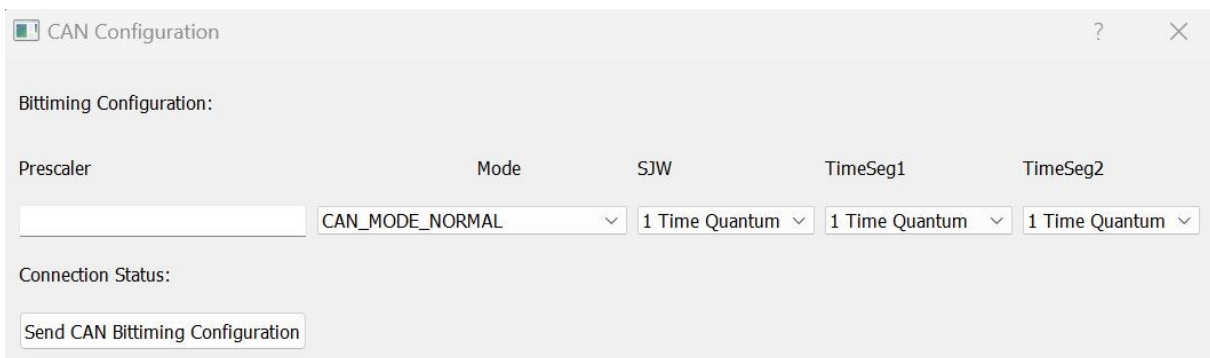 CAN Configuration ?
Bittiming Configuration:
Prescaler Mode SJW TimeSeg1 TimeSeg2
CAN_MODE_NORMAL 1 Time Quantum 1 Time Quantum 1 Time Quantum
Connection Status:
Send CAN Bittiming Configuration